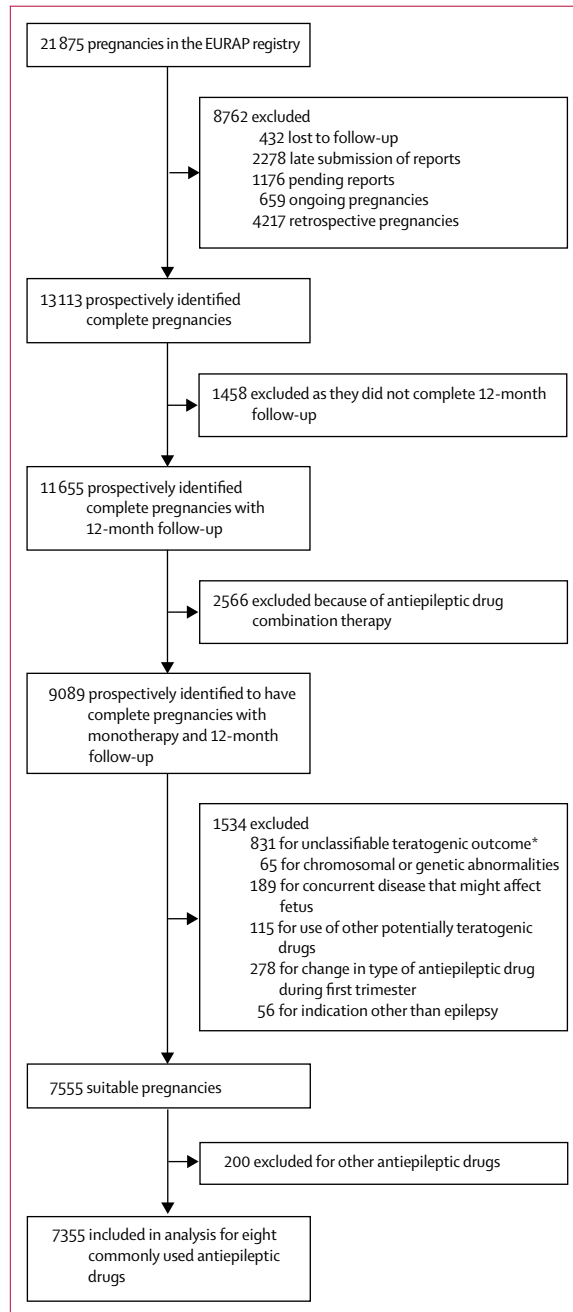 21 875 pregnancies in the EURAP registry
8762 excluded
432 lost to follow-up
2278 late submission of reports
1176 pending reports
659 ongoing pregnancies
4217 retrospective pregnancies
13 113 prospectively identified
complete pregnancies
1458 excluded as they did not complete 12-month
follow-up
11 655 prospectively identified
complete pregnancies with
12-month follow-up
2566 excluded because of antiepileptic drug
combination therapy
9089 prospectively identified to have
complete pregnancies with
monotherapy and 12-month
follow-up
1534 excluded
831 for unclassifiable teratogenic outcome*
65 for chromosomal or genetic abnormalities
189 for concurrent disease that might affect
fetus
115 for use of other potentially teratogenic
drugs
278 for change in type of antiepileptic drug
during first trimester
56 for indication other than epilepsy
7555 suitable pregnancies
200 excluded for other antiepileptic drugs
7355 included in analysis for eight
commonly used antiepileptic
drugs